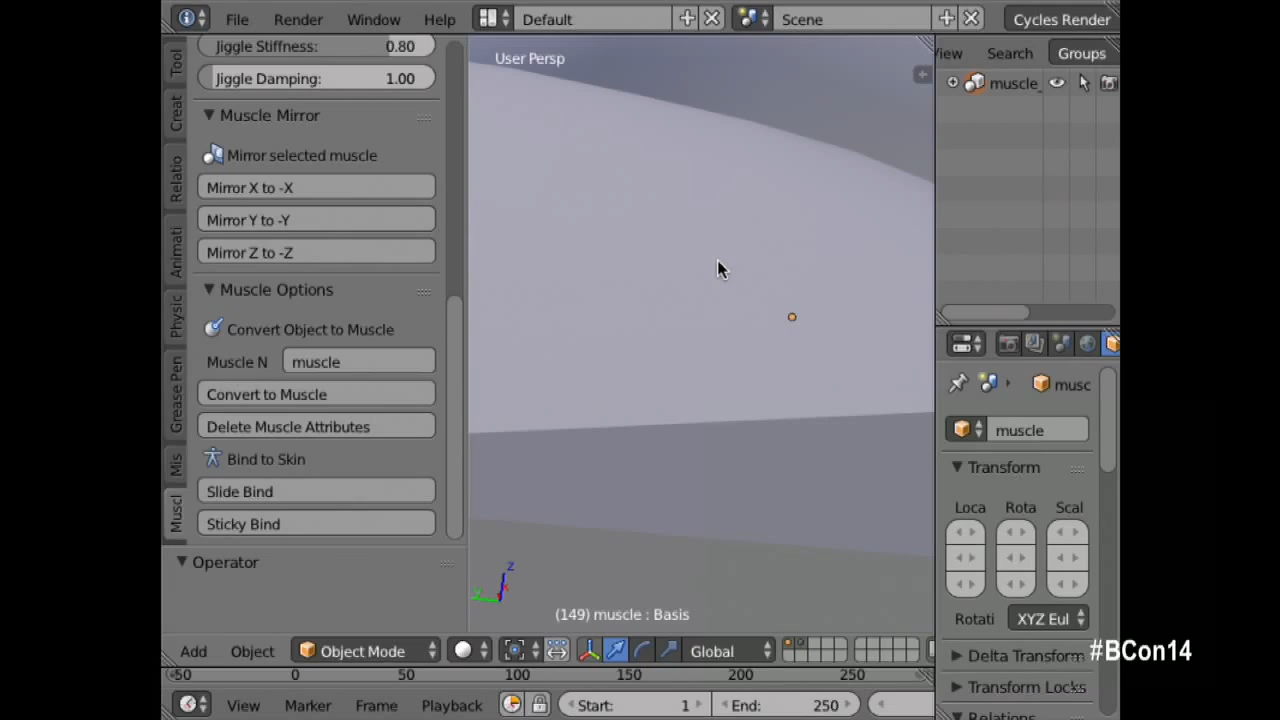 File Render Window Help Default Scene Cycles Render
Jiggle Stiffness: 0.80
Jiggle Damping: 1.00
Muscle Mirror
Mirror selected muscle
Mirror X to -X
Mirror Y to -Y
Mirror Z to -Z
Muscle Options
Convert Object to Muscle
Muscle N muscle
Convert to Muscle
Delete Muscle Attributes
Bind to Skin
Slide Bind
Sticky Bind
Operator
Tool
Creat
Relatio
Animati
Physic
Grease Pen
Mis
Muscl
User Persp
(149) muscle : Basis
z
Add Object Object Mode Global
-50 0 50 100 150 200 250
View Marker Frame Playback Start: 1 End: 250
iew Search Groups
muscle_
musc
muscle
Transform
Loca Rota Scal
Rotati XYZ Eul
Delta Transform
Transform Locks
Relations
#BCon14